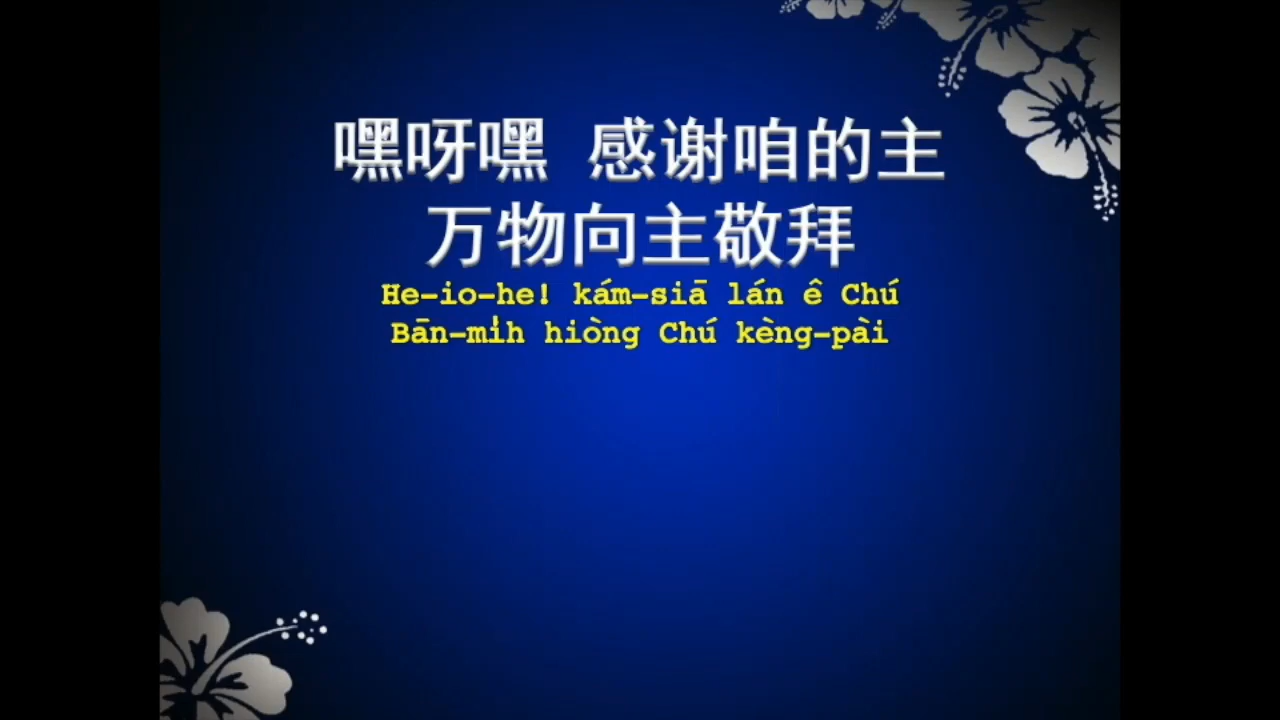 嘿呀嘿 感谢咱的主
万物向主敬拜
He-io-he! kám-siā lán ê Chú
Bān-mi̍h hiòng Chú kèng-pài